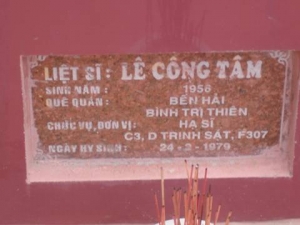 LIỆT SĨ : LÊ CÔNG TÂM
SINH NĂM : 1956
QUÊ QUÁN : BẾN HẢI
BÌNH TRỊ THIÊN
CHỨC VỤ, ĐƠN VỊ : HẠ SĨ
C3, D TRINH SÁT, F307
NGÀY HY SINH : 24-2-1979